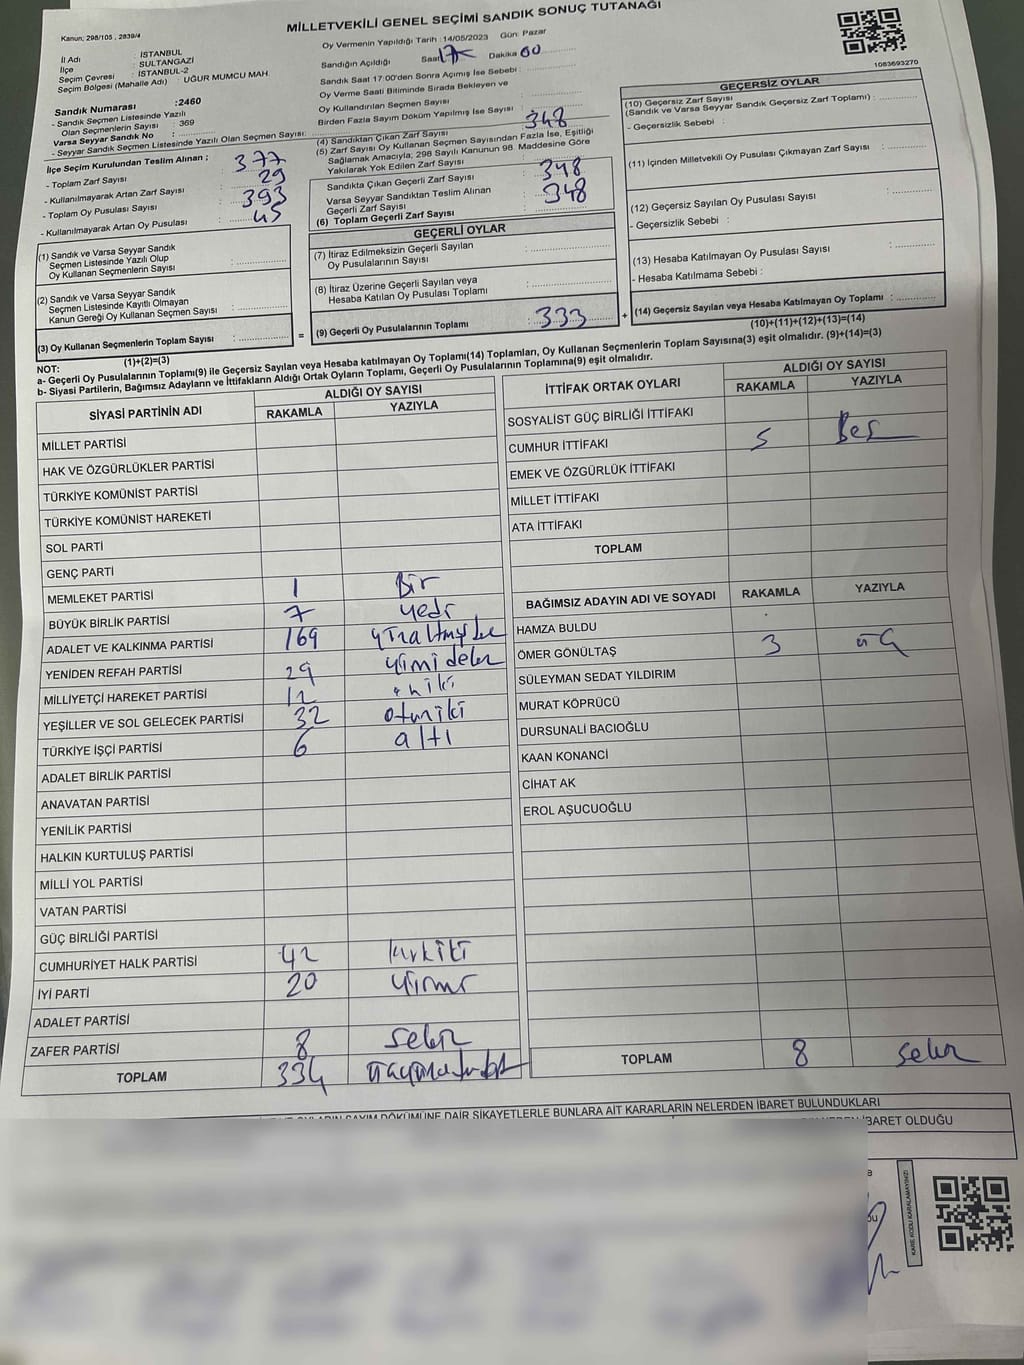 MİLLETVEKİLİ GENEL SEÇİMİ SANDIK SONUÇ TUTANAĞI
Kanun; 298/105 , 2839/4
İl Adı : İSTANBUL
İlçe : SULTANGAZİ
Seçim Çevresi : İSTANBUL-2
Seçim Bölgesi (Mahalle Adı) : UĞUR MUMCU MAH.
Sandık Numarası :2460
- Sandık Seçmen Listesinde Yazılı
Olan Seçmenlerin Sayısı : 369
Varsa Seyyar Sandık No :
- Seyyar Sandık Seçmen Listesinde Yazılı Olan Seçmen Sayısı:
İlçe Seçim Kurulundan Teslim Alınan ;
- Toplam Zarf Sayısı : 377
- Kullanılmayarak Artan Zarf Sayısı : 29
- Toplam Oy Pusulası Sayısı : 393
- Kullanılmayarak Artan Oy Pusulası : 45
(1) Sandık ve Varsa Seyyar Sandık
Seçmen Listesinde Yazılı Olup
Oy Kullanan Seçmenlerin Sayısı :
(2) Sandık ve Varsa Seyyar Sandık
Seçmen Listesinde Kayıtlı Olmayan
Kanun Gereği Oy Kullanan Seçmen Sayısı :
(3) Oy Kullanan Seçmenlerin Toplam Sayısı :
(1)+(2)=(3)
Oy Vermenin Yapıldığı Tarih : 14/05/2023 Gün: Pazar
Sandığın Açıldığı Saat 17 Dakika 00
Sandık Saat 17:00'den Sonra Açımış İse Sebebi :
Oy Verme Saati Bitiminde Sırada Bekleyen ve
Oy Kullandırılan Seçmen Sayısı :
Birden Fazla Sayım Döküm Yapılmış İse Sayısı :
(4) Sandıktan Çıkan Zarf Sayısı 348
(5) Zarf Sayısı Oy Kullanan Seçmen Sayısından Fazla İse, Eşitliği
Sağlamak Amacıyla, 298 Sayılı Kanunun 98. Maddesine Göre
Yakılarak Yok Edilen Zarf Sayısı
Sandıkta Çıkan Geçerli Zarf Sayısı : 348
Varsa Seyyar Sandıktan Teslim Alınan
Geçerli Zarf Sayısı
(6) Toplam Geçerli Zarf Sayısı 348
GEÇERLİ OYLAR
(7) İtiraz Edilmeksizin Geçerli Sayılan
Oy Pusulalarının Sayısı :
(8) İtiraz Üzerine Geçerli Sayılan veya
Hesaba Katılan Oy Pusulası Toplamı :
= (9) Geçerli Oy Pusulalarının Toplamı : 333 +
1083693270
GEÇERSİZ OYLAR
(10) Geçersiz Zarf Sayısı
(Sandık ve Varsa Seyyar Sandık Geçersiz Zarf Toplamı) :
- Geçersizlik Sebebi :
(11) İçinden Milletvekili Oy Pusulası Çıkmayan Zarf Sayısı :
(12) Geçersiz Sayılan Oy Pusulası Sayısı :
- Geçersizlik Sebebi :
(13) Hesaba Katılmayan Oy Pusulası Sayısı :
- Hesaba Katılmama Sebebi :
(14) Geçersiz Sayılan veya Hesaba Katılmayan Oy Toplamı :
(10)+(11)+(12)+(13)=(14)
NOT:
a- Geçerli Oy Pusulalarının Toplamı(9) ile Geçersiz Sayılan veya Hesaba katılmayan Oy Toplamı(14) Toplamları, Oy Kullanan Seçmenlerin Toplam Sayısına(3) eşit olmalıdır. (9)+(14)=(3)
b- Siyasi Partilerin, Bağımsız Adayların ve İttifakların Aldığı Ortak Oyların Toplamı, Geçerli Oy Pusulalarının Toplamına(9) eşit olmalıdır.
SİYASİ PARTİNİN ADI ALDIĞI OY SAYISI
RAKAMLA YAZIYLA
MİLLET PARTİSİ
HAK VE ÖZGÜRLÜKLER PARTİSİ
TÜRKİYE KOMÜNİST PARTİSİ
TÜRKİYE KOMÜNİST HAREKETİ
SOL PARTİ
GENÇ PARTİ
MEMLEKET PARTİSİ 1 Bir
BÜYÜK BİRLİK PARTİSİ 7 yedi
ADALET VE KALKINMA PARTİSİ 169
YENİDEN REFAH PARTİSİ 29
MİLLİYETÇİ HAREKET PARTİSİ 12 oniki
YEŞİLLER VE SOL GELECEK PARTİSİ 32 otuziki
TÜRKİYE İŞÇİ PARTİSİ 6 altı
ADALET BİRLİK PARTİSİ
ANAVATAN PARTİSİ
YENİLİK PARTİSİ
HALKIN KURTULUŞ PARTİSİ
MİLLİ YOL PARTİSİ
VATAN PARTİSİ
GÜÇ BİRLİĞİ PARTİSİ
CUMHURİYET HALK PARTİSİ 42 kırkiki
İYİ PARTİ 20 yirmi
ADALET PARTİSİ
ZAFER PARTİSİ 8 sekiz
TOPLAM 334
İTTİFAK ORTAK OYLARI ALDIĞI OY SAYISI
RAKAMLA YAZIYLA
SOSYALİST GÜÇ BİRLİĞİ İTTİFAKI
CUMHUR İTTİFAKI 5 Beş
EMEK VE ÖZGÜRLÜK İTTİFAKI
MİLLET İTTİFAKI
ATA İTTİFAKI
TOPLAM
BAĞIMSIZ ADAYIN ADI VE SOYADI RAKAMLA YAZIYLA
HAMZA BULDU
ÖMER GÖNÜLTAŞ 3 üç
SÜLEYMAN SEDAT YILDIRIM
MURAT KÖPRÜCÜ
DURSUNALİ BACIOĞLU
KAAN KONANCİ
CİHAT AK
EROL AŞUCUOĞLU
TOPLAM 8 sekiz
SAYIM DÖKÜMÜNE DAİR ŞİKAYETLERLE BUNLARA AİT KARARLARIN NELERDEN İBARET BULUNDUKLARI
İBARET OLDUĞU
KARE KODU KARALAMAYINIZ!